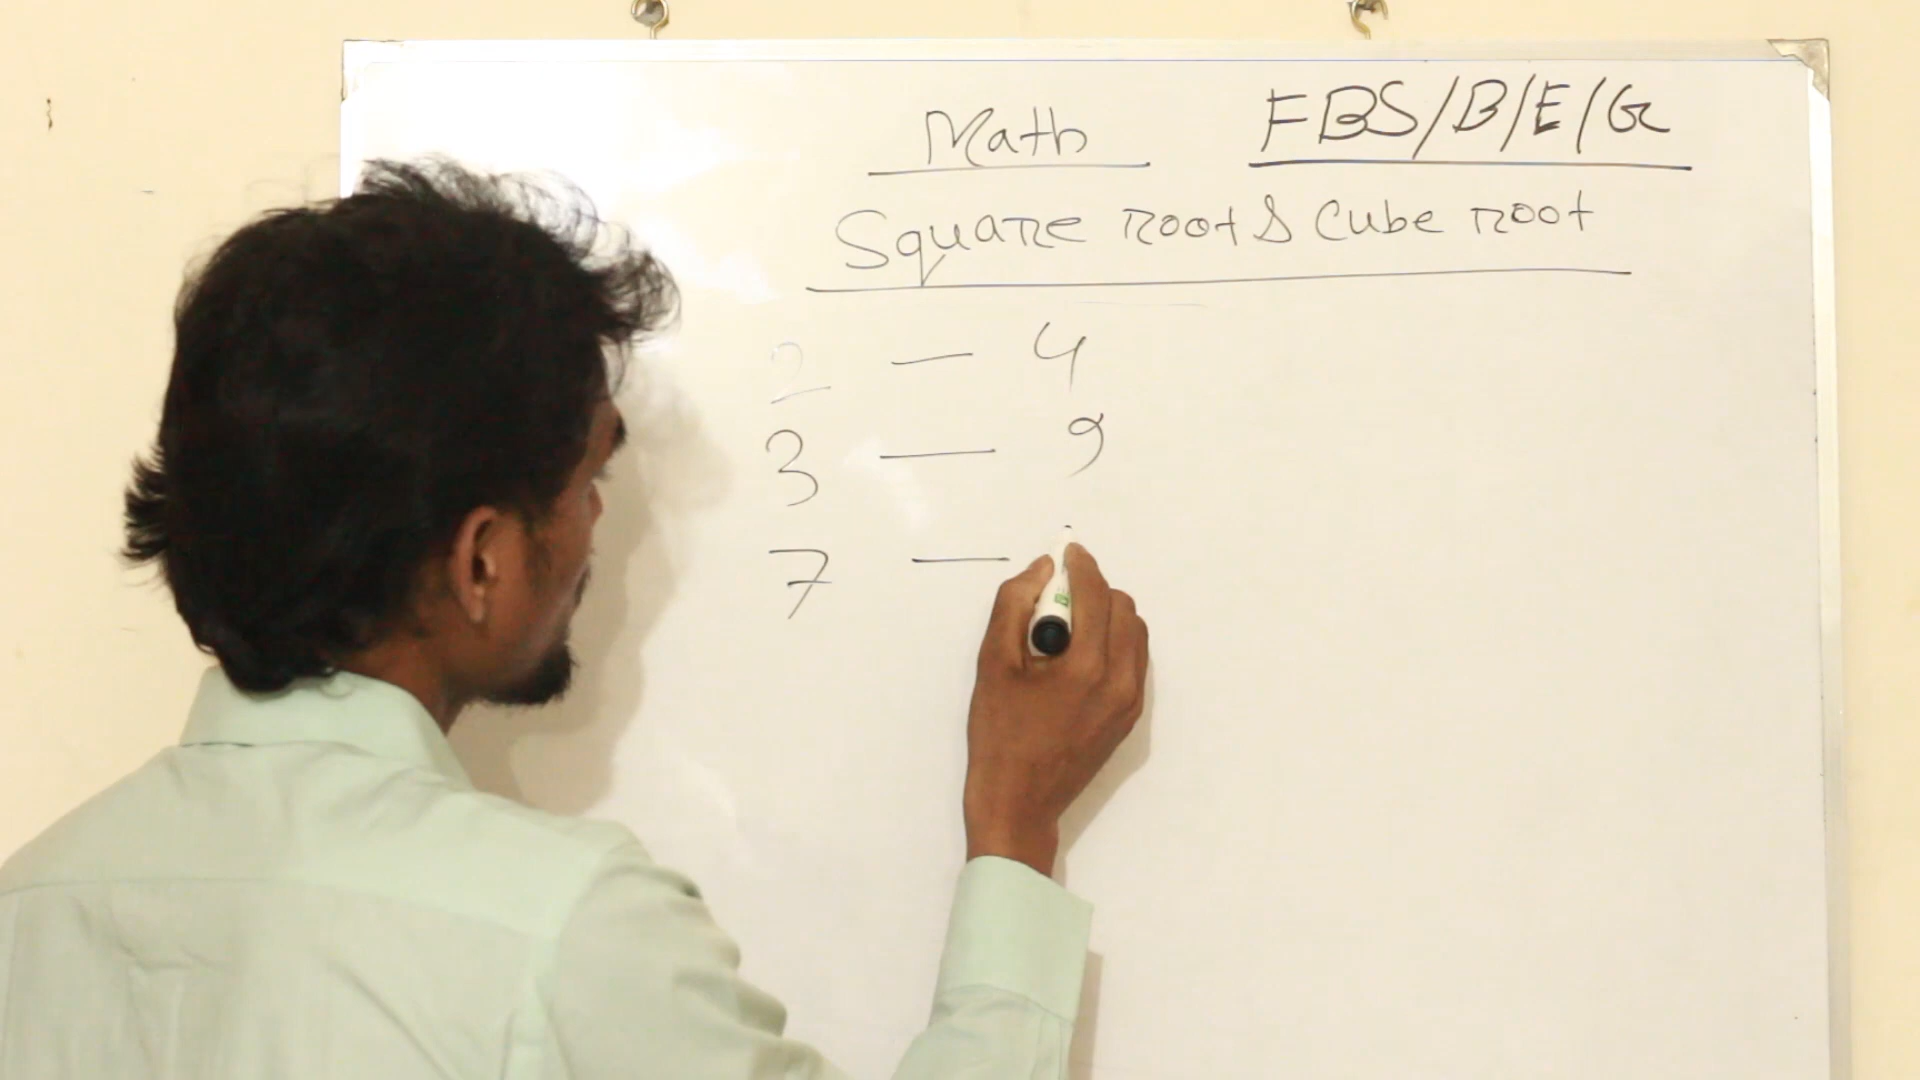 Math FBS/B/E/G
Square root & Cube root
2 — 4
3 — 9
7 —